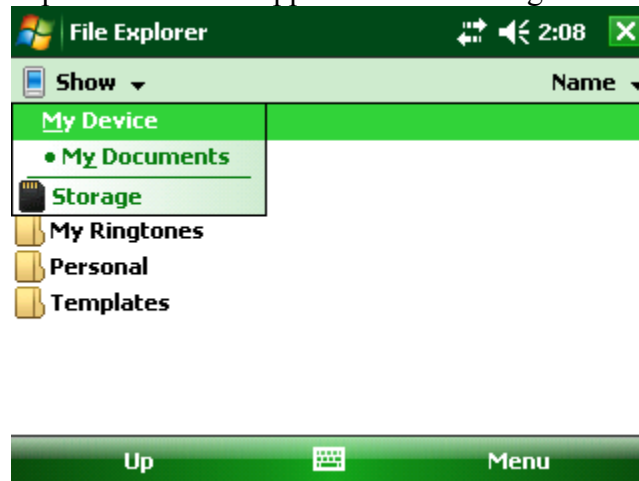 File Explorer 2:08
Show Name
My Device
My Documents
Storage
My Ringtones
Personal
Templates
Up Menu